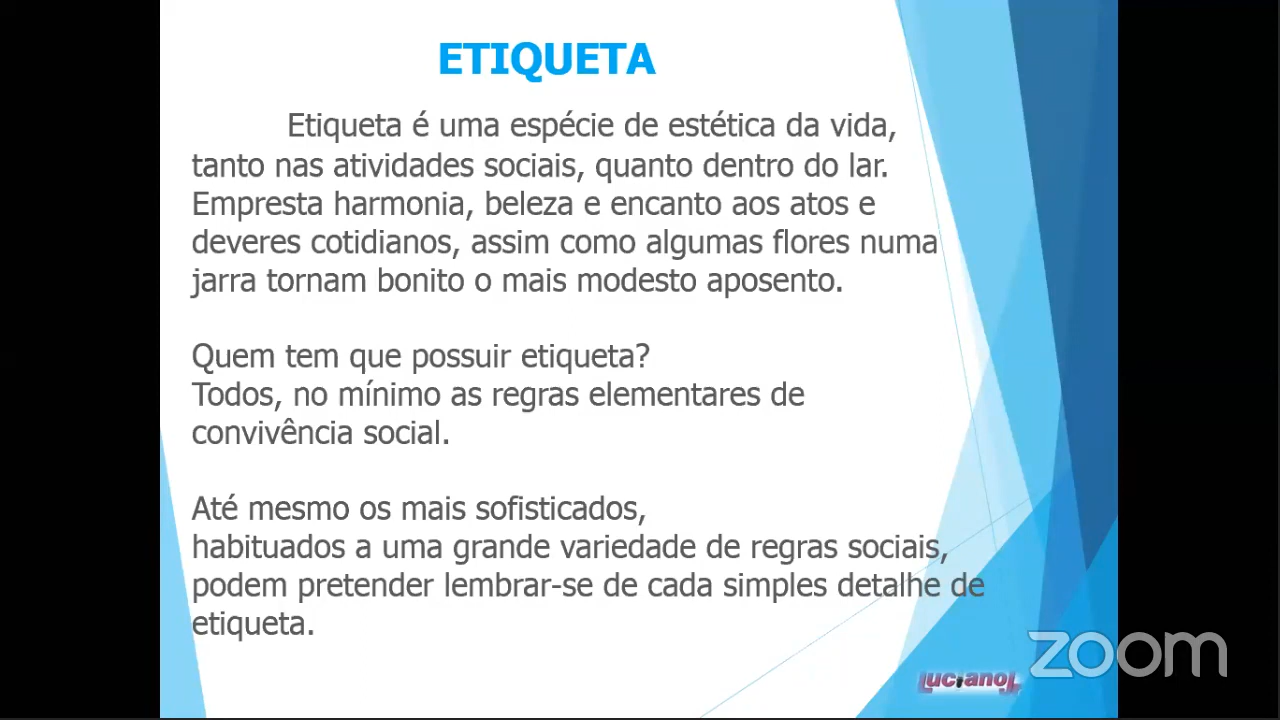 ETIQUETA
Etiqueta é uma espécie de estética da vida,
tanto nas atividades sociais, quanto dentro do lar.
Empresta harmonia, beleza e encanto aos atos e
deveres cotidianos, assim como algumas flores numa
jarra tornam bonito o mais modesto aposento.
Quem tem que possuir etiqueta?
Todos, no mínimo as regras elementares de
convivência social.
Até mesmo os mais sofisticados,
habituados a uma grande variedade de regras sociais,
podem pretender lembrar-se de cada simples detalhe de
etiqueta.
zoom
LucianoL